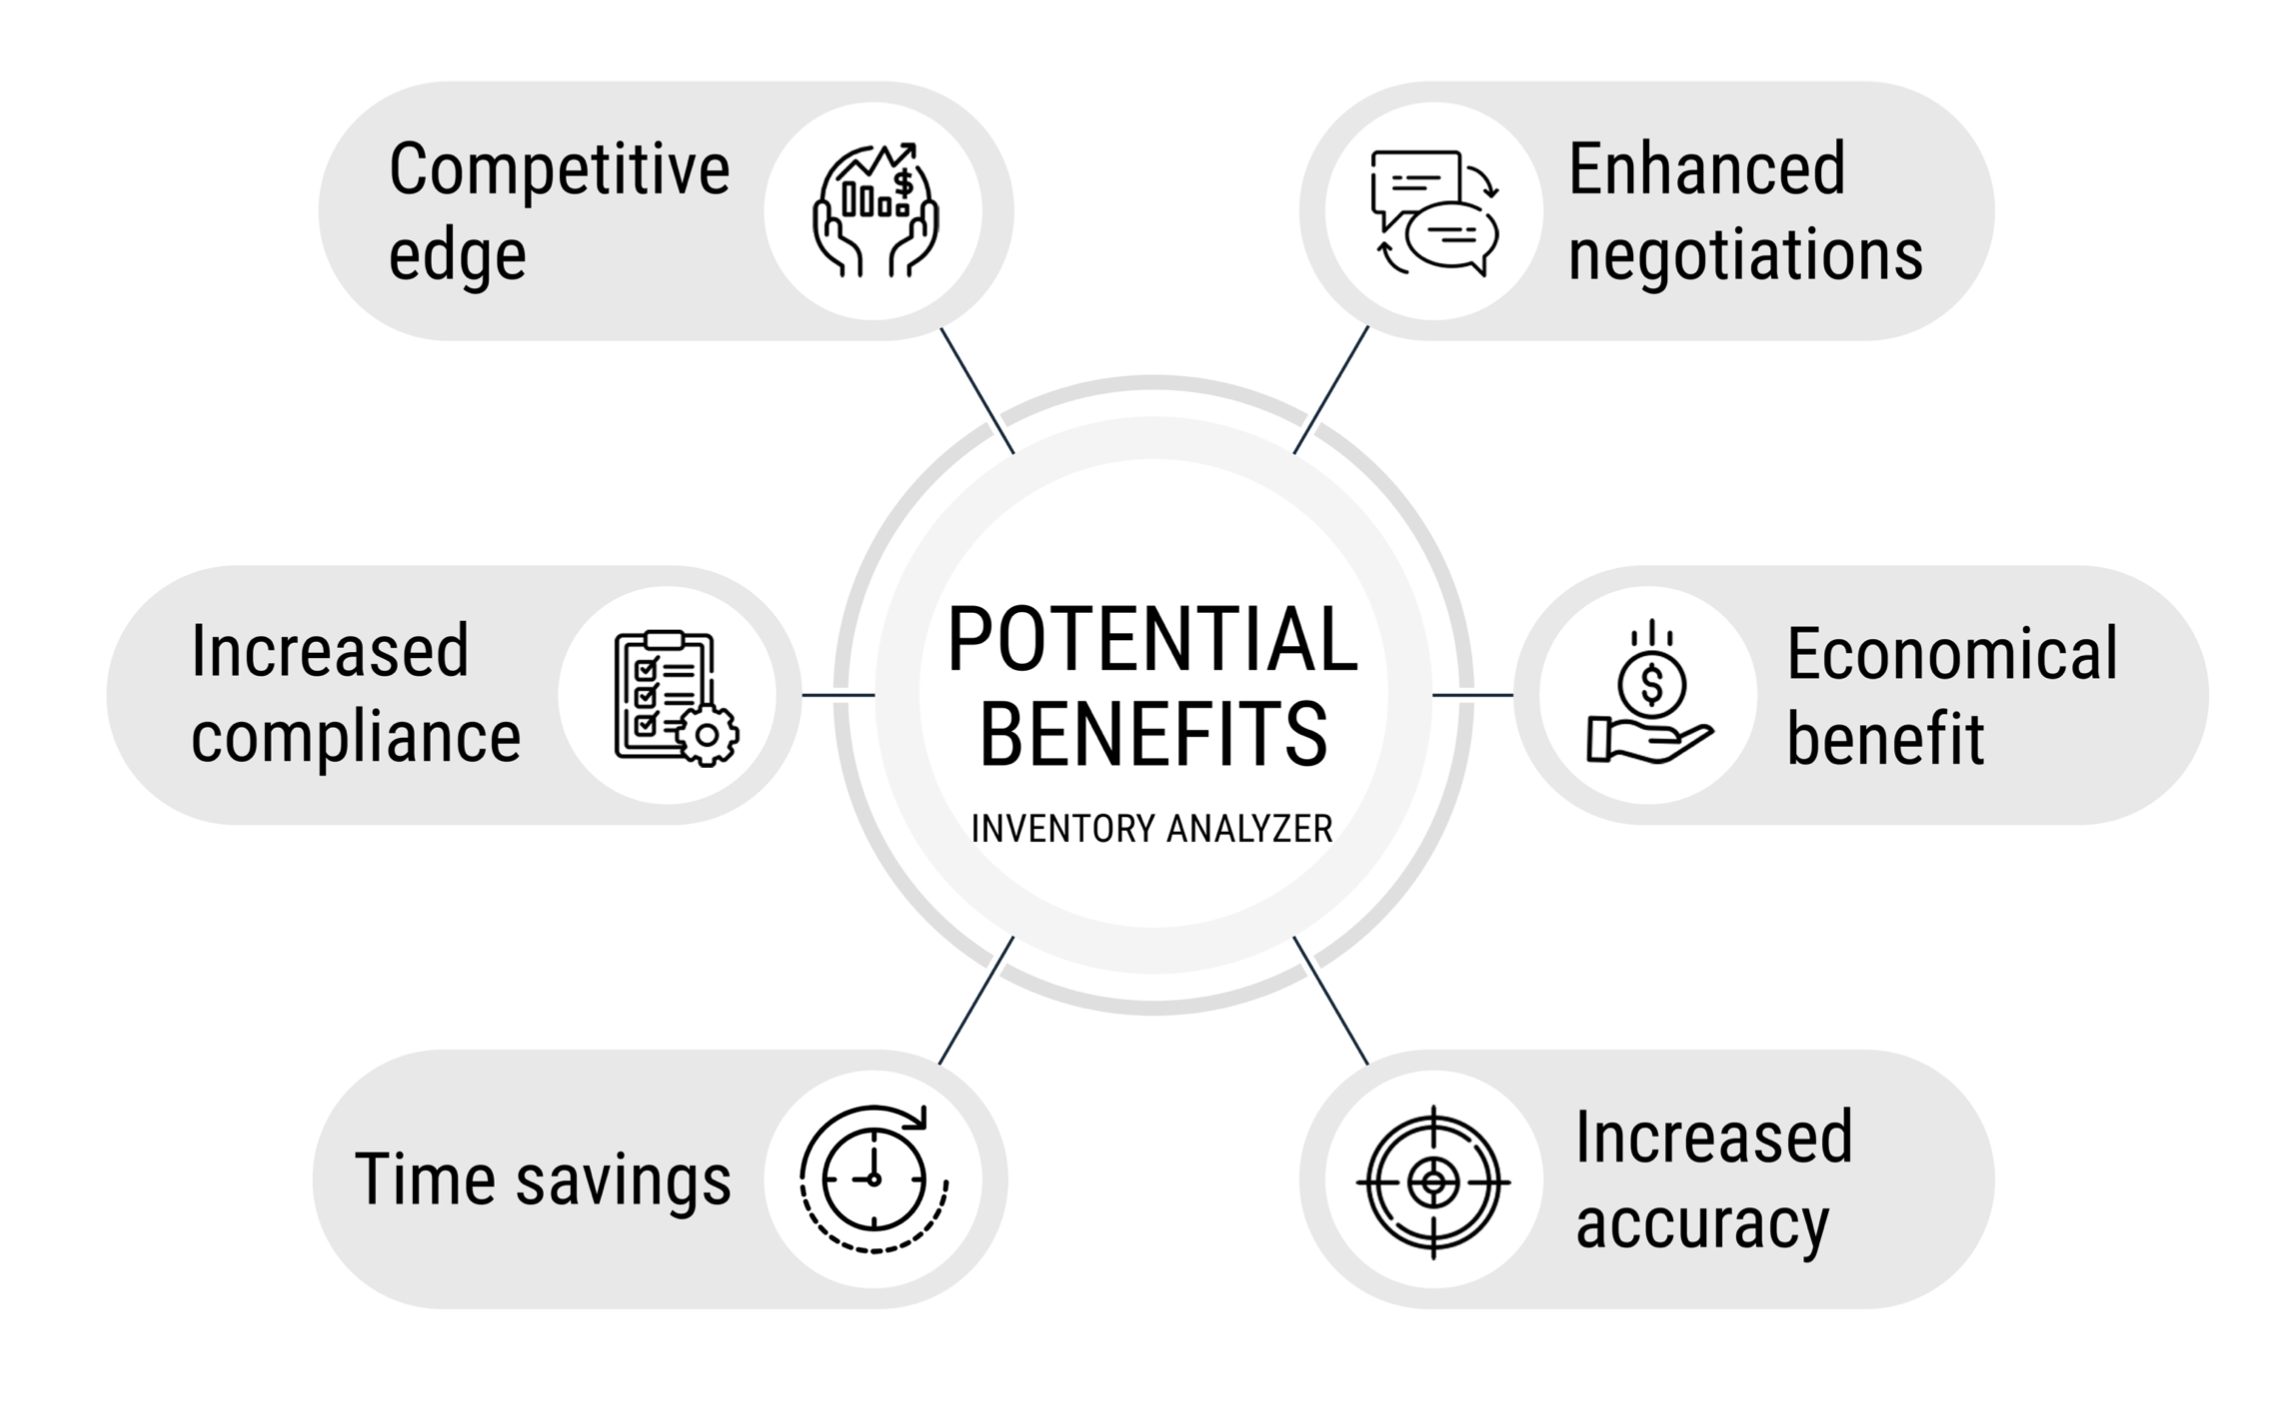 Competitive
edge
Enhanced
negotiations
Increased
compliance
POTENTIAL
BENEFITS
INVENTORY ANALYZER
Economical
benefit
Time savings
Increased
accuracy